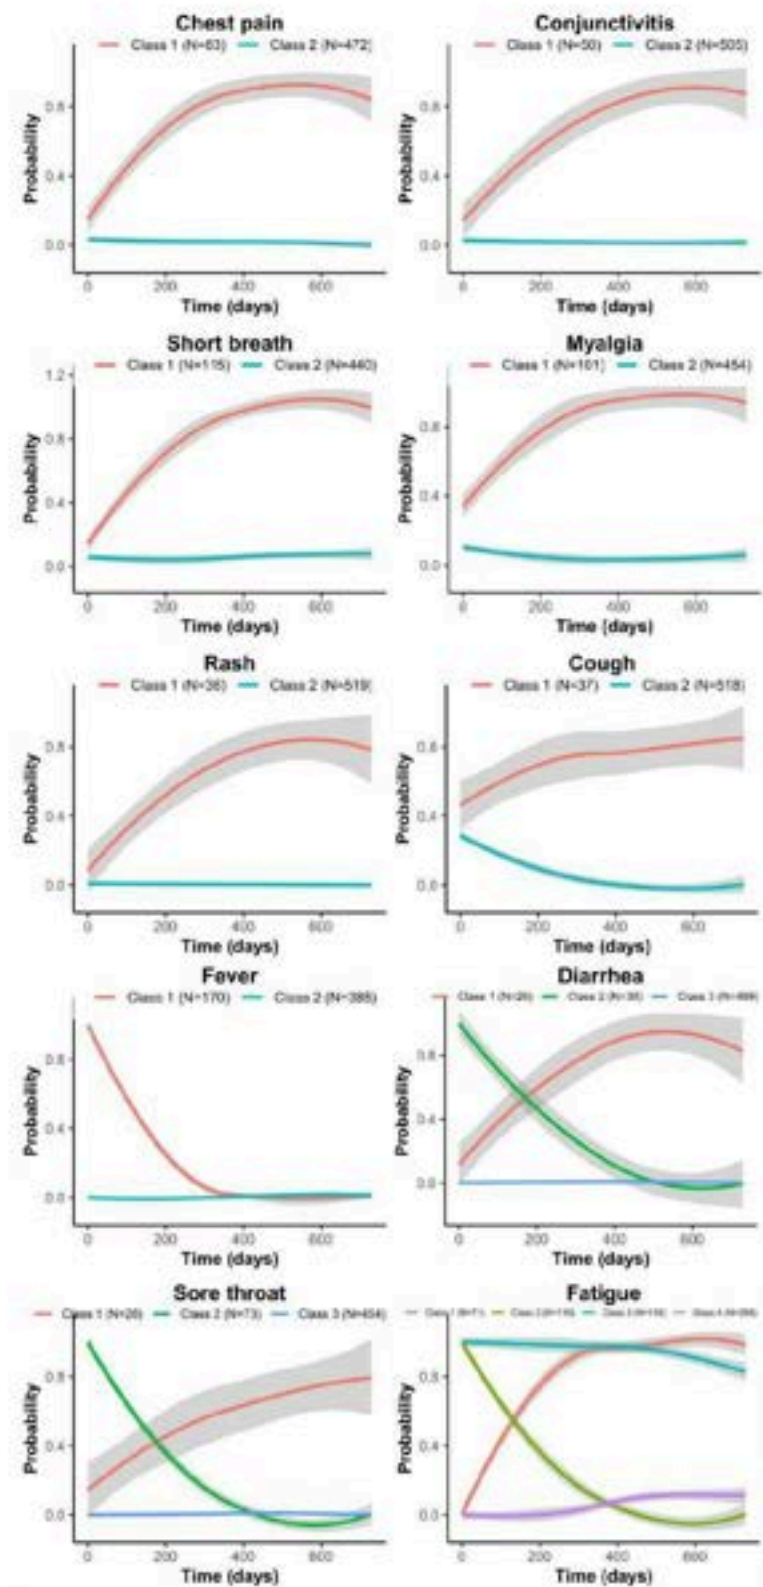 Chest pain
Class 1 (N=83) Class 2 (N=472)
Probability
0.8
0.4
0.0
0 200 400 600
Time (days)
Conjunctivitis
Class 1 (N=50) Class 2 (N=505)
Probability
0.8
0.4
0.0
0 200 400 600
Time (days)
Short breath
Class 1 (N=115) Class 2 (N=440)
Probability
1.2
0.8
0.4
0.0
0 200 400 600
Time (days)
Myalgia
Class 1 (N=101) Class 2 (N=454)
Probability
0.8
0.4
0.0
0 200 400 600
Time (days)
Rash
Class 1 (N=36) Class 2 (N=519)
Probability
0.8
0.4
0.0
0 200 400 600
Time (days)
Cough
Class 1 (N=37) Class 2 (N=518)
Probability
0.8
0.4
0.0
0 200 400 600
Time (days)
Fever
Class 1 (N=170) Class 2 (N=385)
Probability
0.8
0.4
0.0
0 200 400 600
Time (days)
Diarrhea
Class 1 Class 2 Class 3
Probability
0.8
0.4
0.0
0 200 400 600
Time (days)
Sore throat
Class 1 (N=28) Class 2 (N=73) Class 3 (N=454)
Probability
0.8
0.4
0.0
0 200 400 600
Time (days)
Fatigue
Probability
0.8
0.4
0.0
0 200 400 600
Time (days)